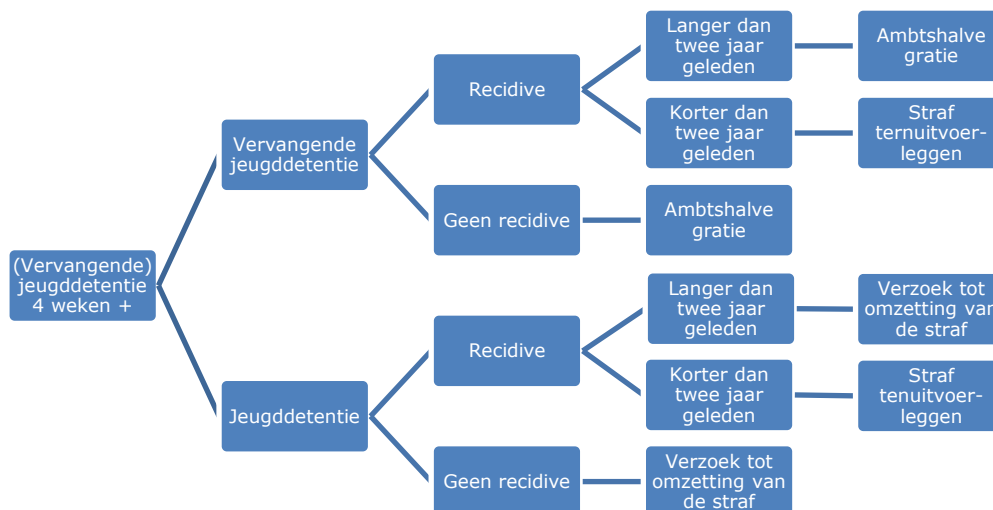 (Vervangende)
jeugddetentie
4 weken +
Vervangende
jeugddetentie
Recidive
Langer dan
twee jaar
geleden
Ambtshalve
gratie
Korter dan
twee jaar
geleden
Straf
ternuitvoer-
leggen
Geen recidive
Ambtshalve
gratie
Jeugddetentie
Recidive
Langer dan
twee jaar
geleden
Verzoek tot
omzetting van
de straf
Korter dan
twee jaar
geleden
Straf
tenuitvoer-
leggen
Geen recidive
Verzoek tot
omzetting van
de straf